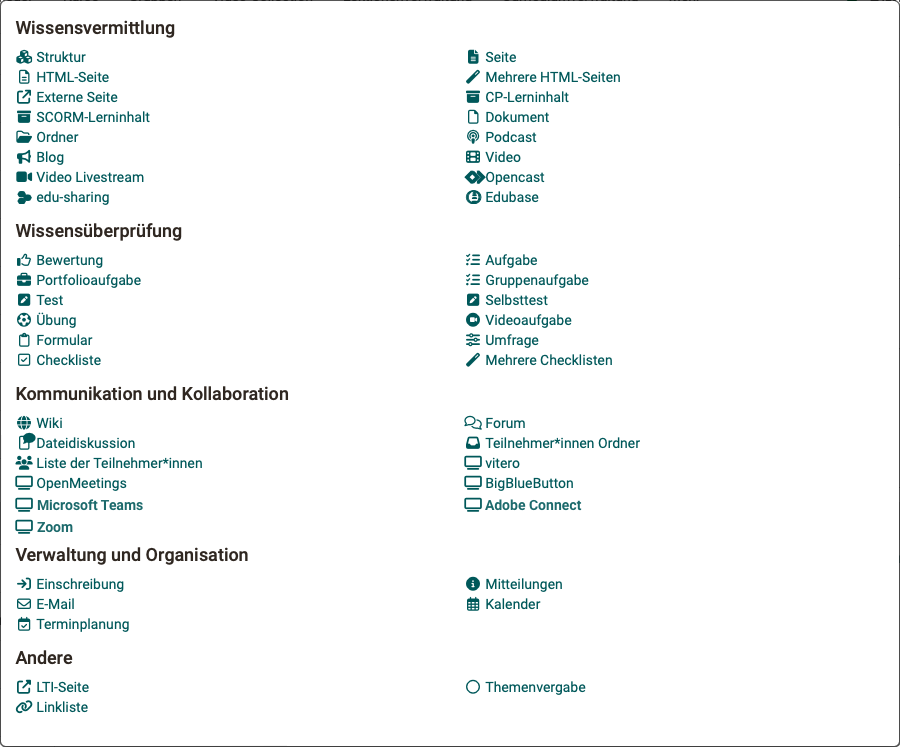 Wissensvermittlung
Struktur
Seite
HTML-Seite
Mehrere HTML-Seiten
Externe Seite
CP-Lerninhalt
SCORM-Lerninhalt
Dokument
Ordner
Podcast
Blog
Video
Video Livestream
Opencast
edu-sharing
Edubase
Wissensüberprüfung
Bewertung
Aufgabe
Portfolioaufgabe
Gruppenaufgabe
Test
Selbsttest
Übung
Videoaufgabe
Formular
Umfrage
Checkliste
Mehrere Checklisten
Kommunikation und Kollaboration
Wiki
Forum
Dateidiskussion
Teilnehmer*innen Ordner
Liste der Teilnehmer*innen
vitero
OpenMeetings
BigBlueButton
Microsoft Teams
Adobe Connect
Zoom
Verwaltung und Organisation
Einschreibung
Mitteilungen
E-Mail
Kalender
Terminplanung
Andere
LTI-Seite
Themenvergabe
Linkliste